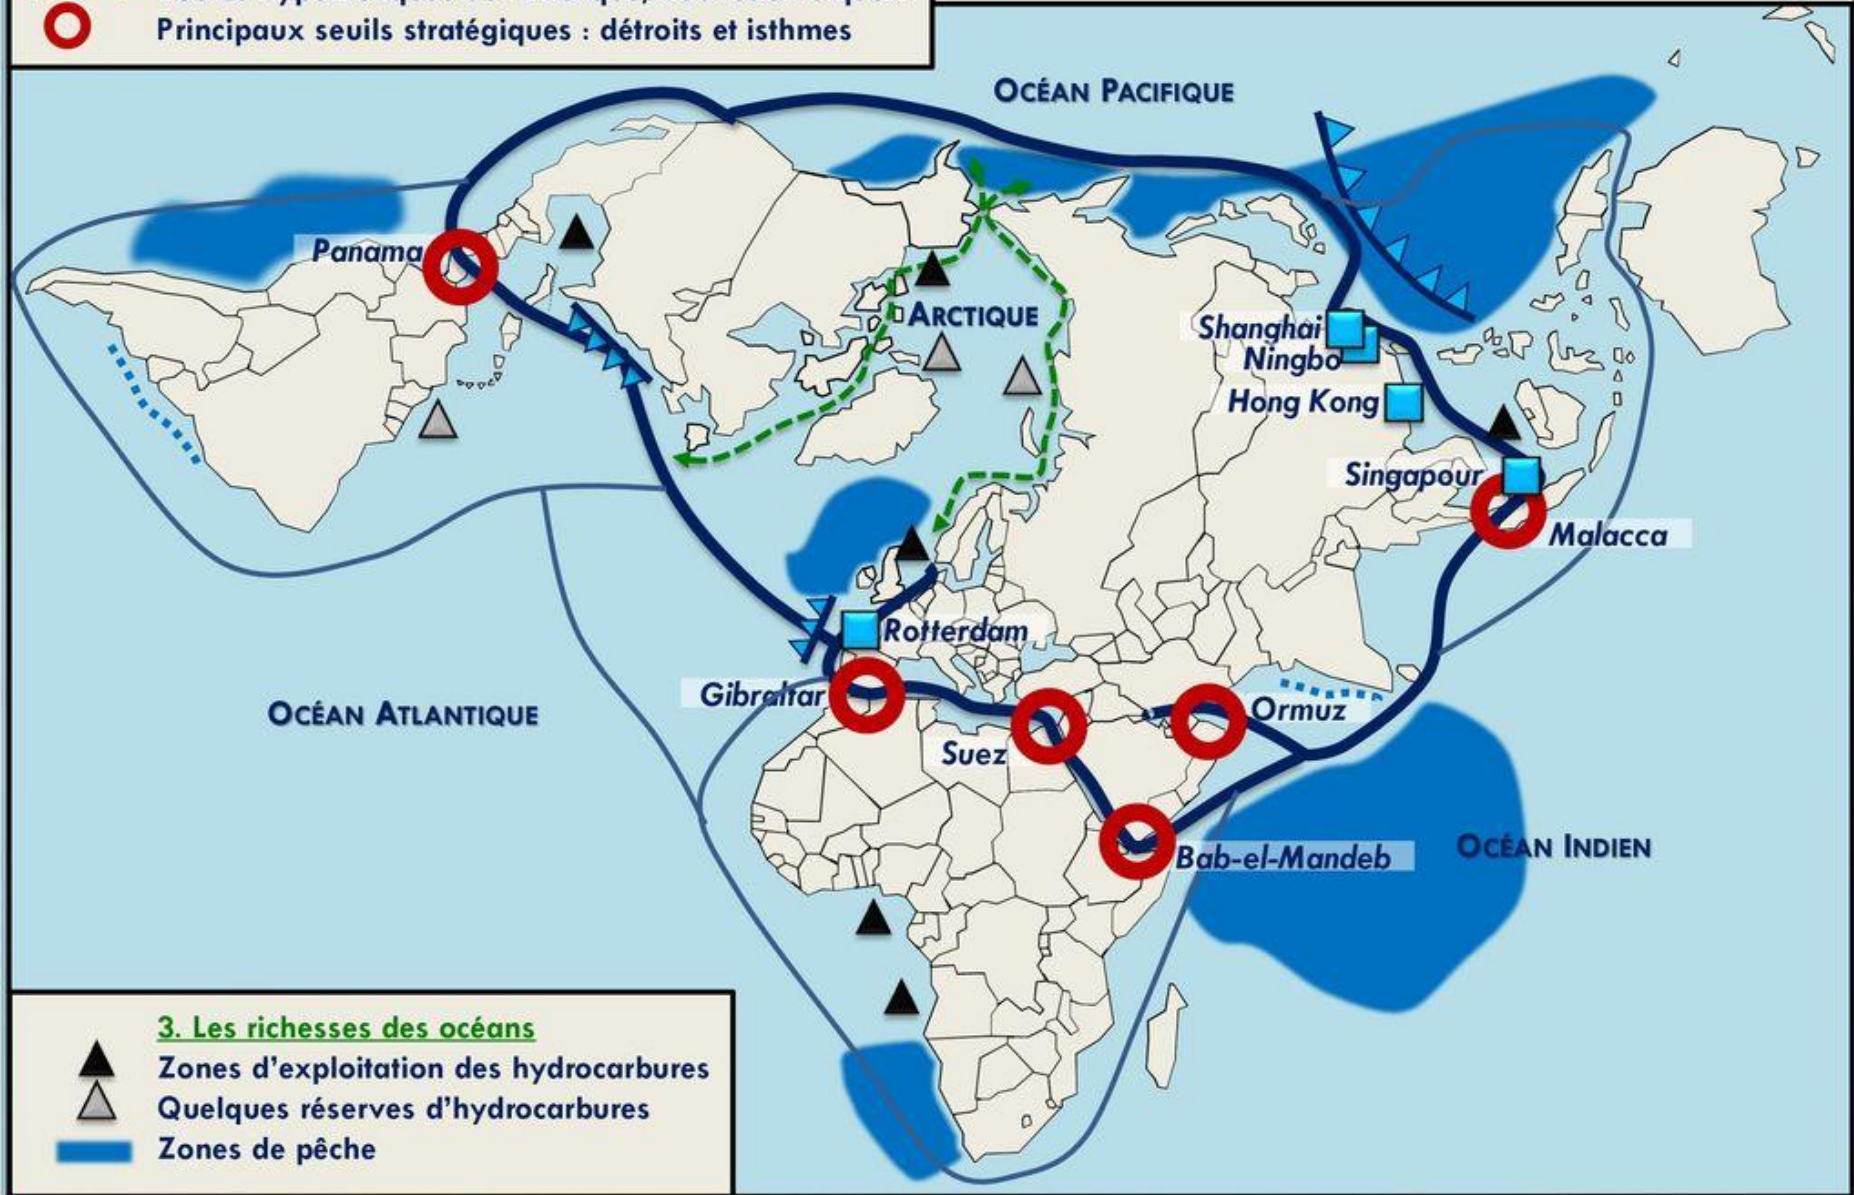 Principaux seuils stratégiques : détroits et isthmes
OCÉAN PACIFIQUE
Panama
ARCTIQUE
Shanghai
Ningbo
Hong Kong
Singapour
Malacca
Rotterdam
Gibraltar
Ormuz
OCÉAN ATLANTIQUE
Suez
OCÉAN INDIEN
Bab-el-Mandeb
3. Les richesses des océans
Zones d'exploitation des hydrocarbures
Quelques réserves d'hydrocarbures
Zones de pêche